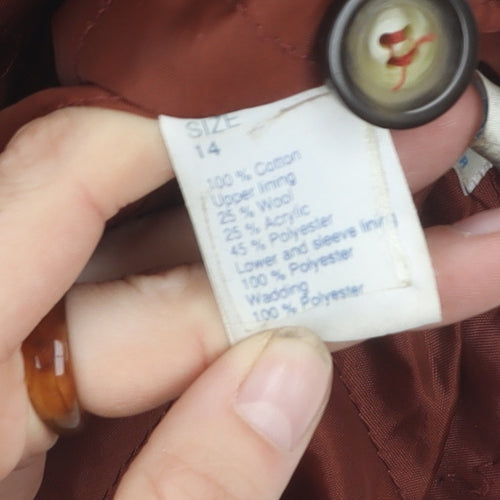 SIZE
14
100 % Cotton
Upper lining
25 % Wool
25 % Acrylic
45 % Polyester
Lower and sleeve lining
100 % Polyester
Wadding
100 % Polyester